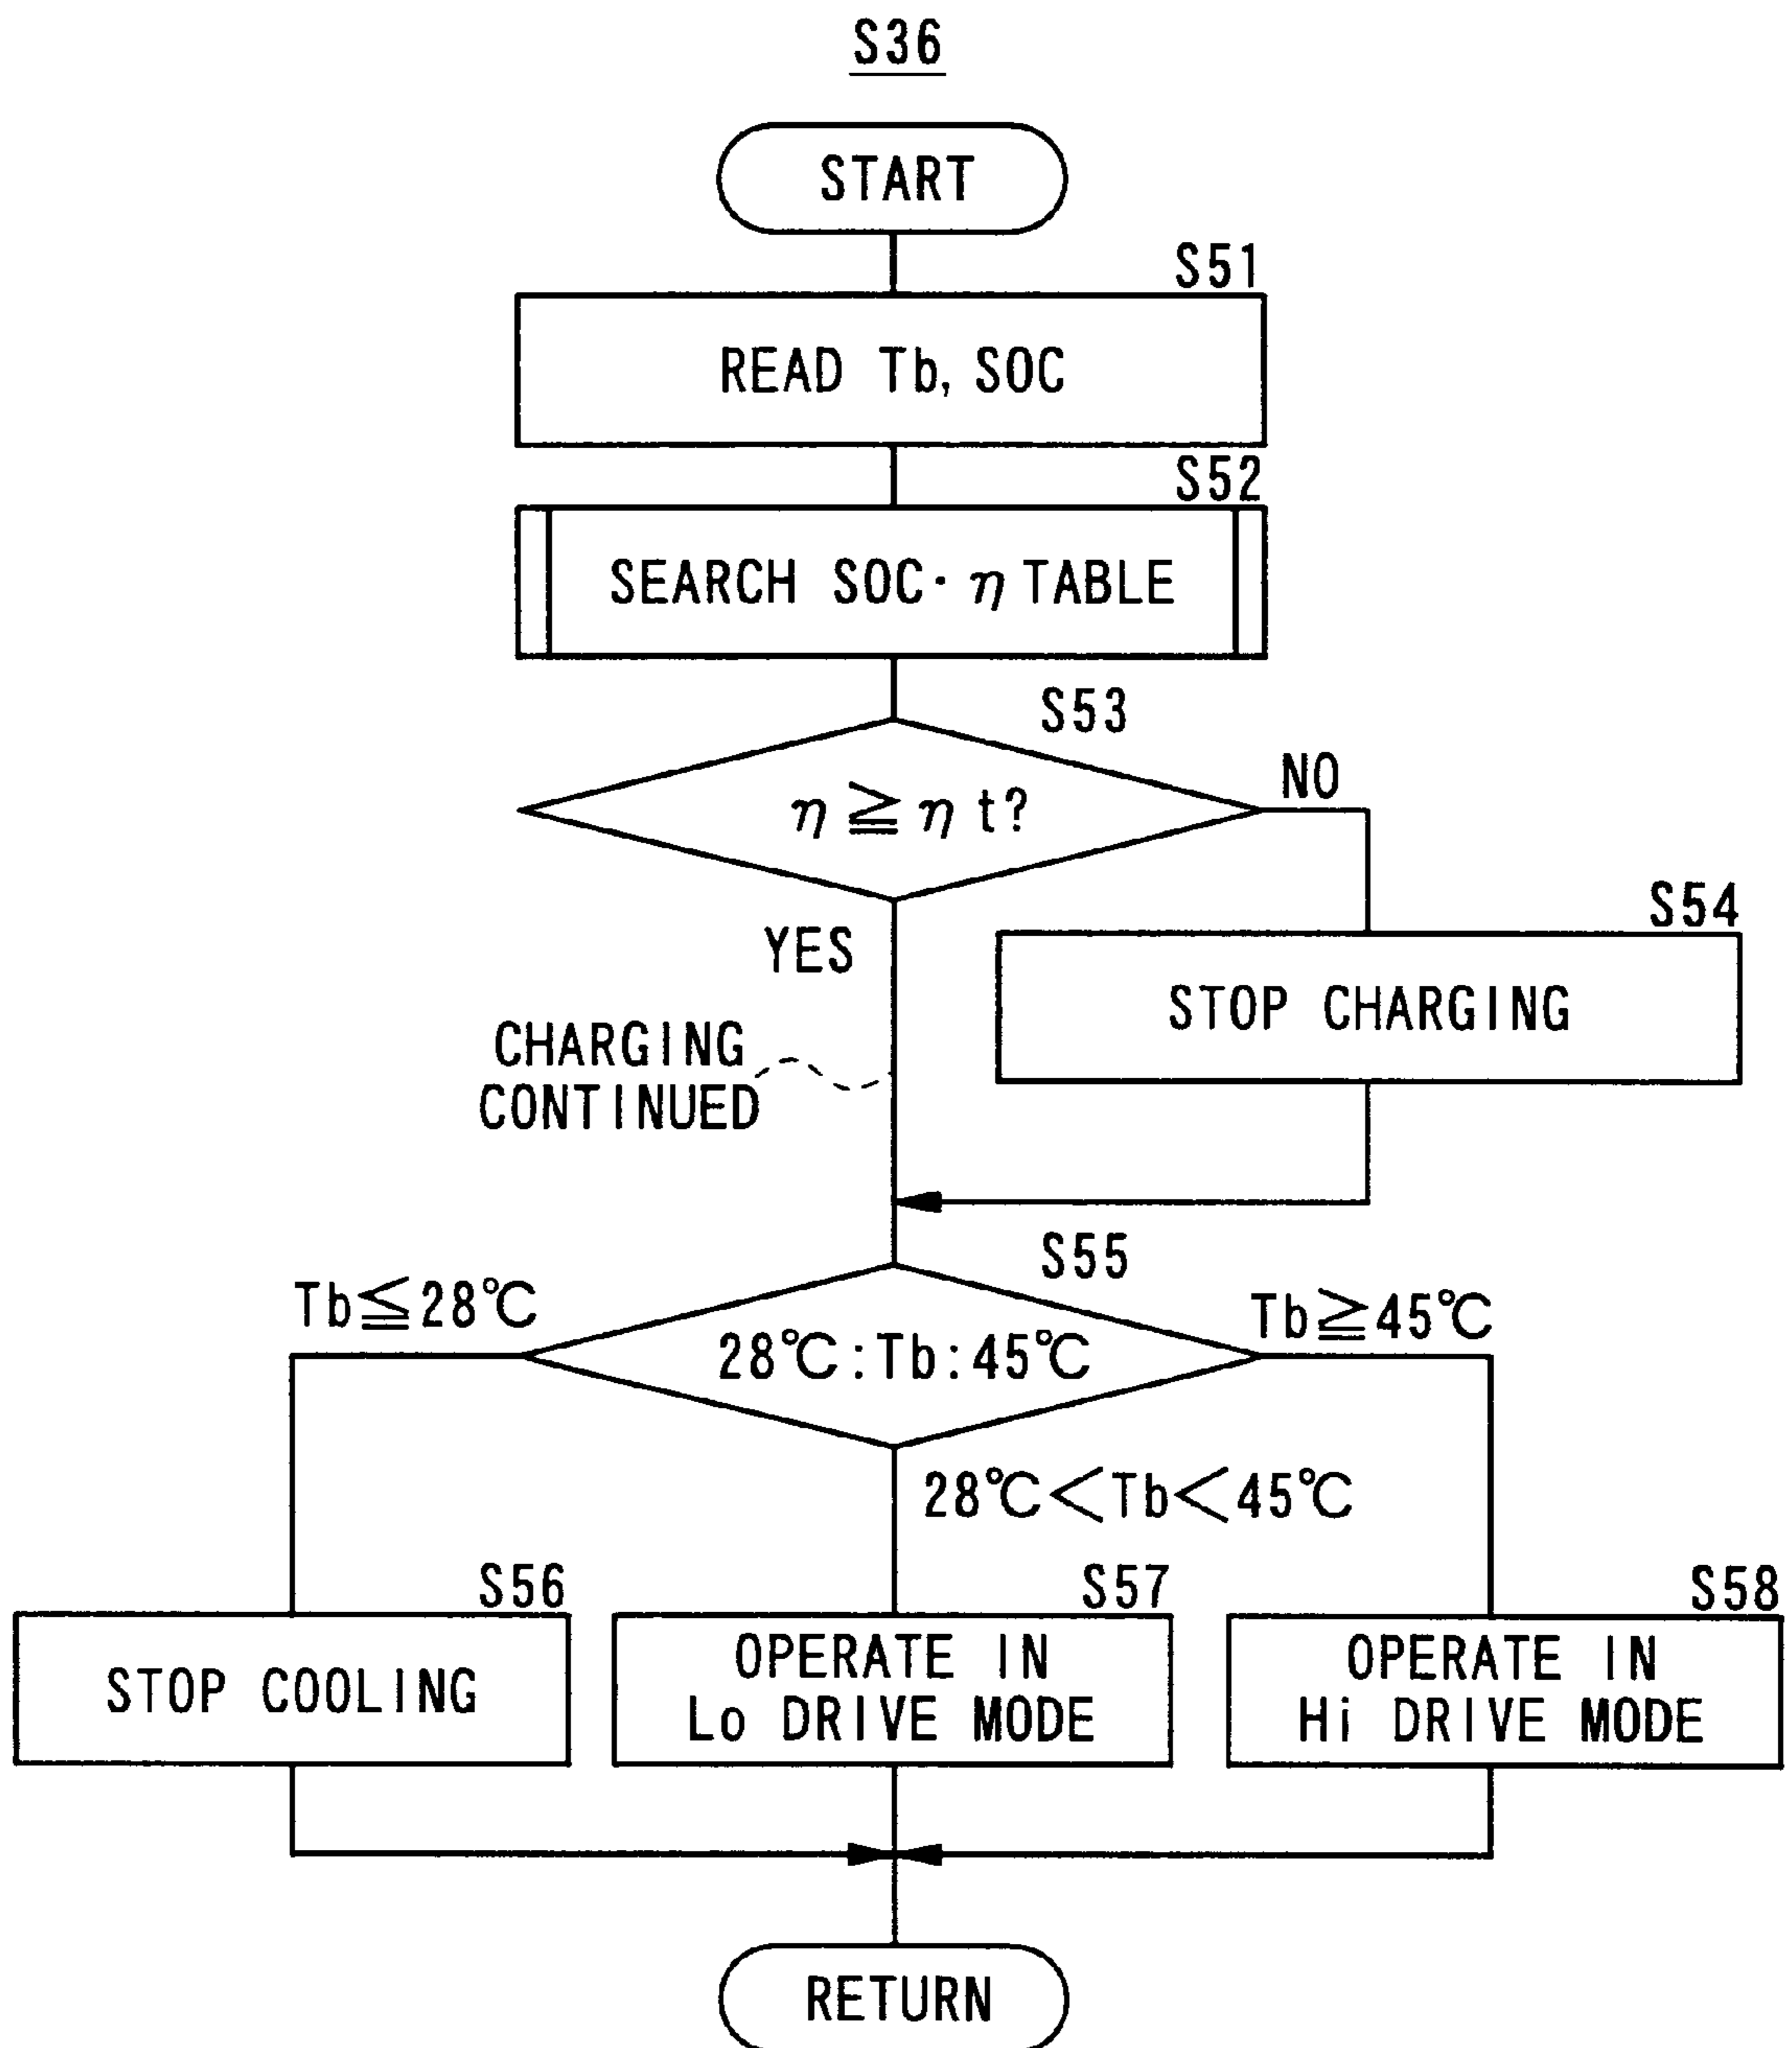 S36
START
S51
READ Tb, SOC
S52
SEARCH SOC· η TABLE
S53
η ≧ η t?
NO
YES
S54
STOP CHARGING
CHARGING
CONTINUED
S55
Tb≦28℃
28℃:Tb:45℃
Tb≧45℃
28℃<Tb<45℃
S56
STOP COOLING
S57
OPERATE IN
Lo DRIVE MODE
S58
OPERATE IN
Hi DRIVE MODE
RETURN